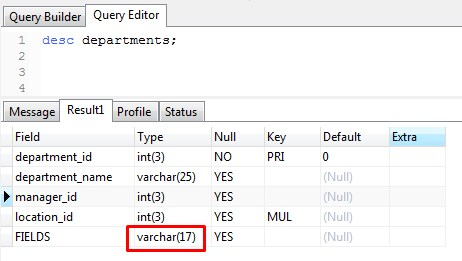 Query Builder Query Editor
1 desc departments;
2
3
4
Message Result1 Profile Status
Field Type Null Key Default Extra
department_id int(3) NO PRI 0
department_name varchar(25) YES (Null)
manager_id int(3) YES (Null)
location_id int(3) YES MUL (Null)
FIELDS varchar(17) YES (Null)